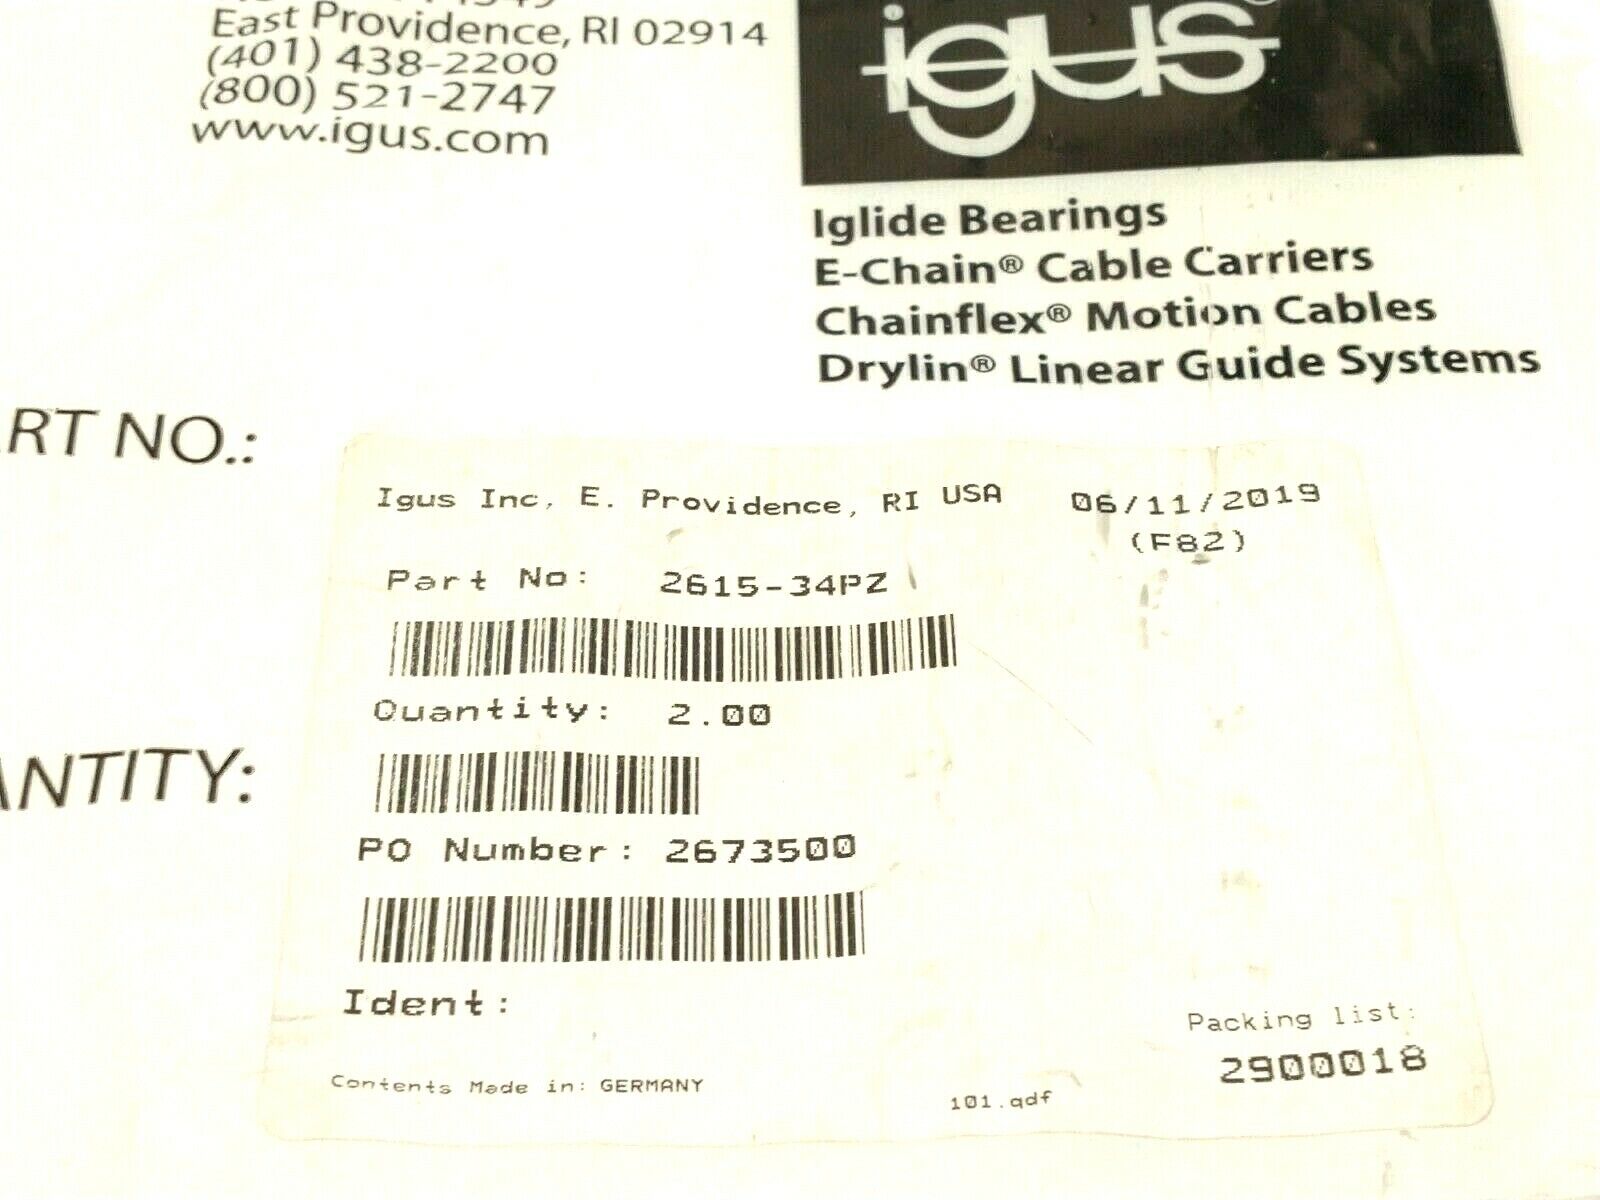 East Providence, RI 02914
(401) 438-2200
(800) 521-2747
www.igus.com
igus®
Iglide Bearings
E-Chain® Cable Carriers
Chainflex® Motion Cables
Drylin® Linear Guide Systems
RT NO.:
Igus Inc, E. Providence, RI USA 06/11/2019
(F82)
Part No: 2615-34PZ
Quantity: 2.00
ANTITY:
PO Number: 2673500
Ident:
Packing list:
2900018
Contents Made in: GERMANY
101.qdf